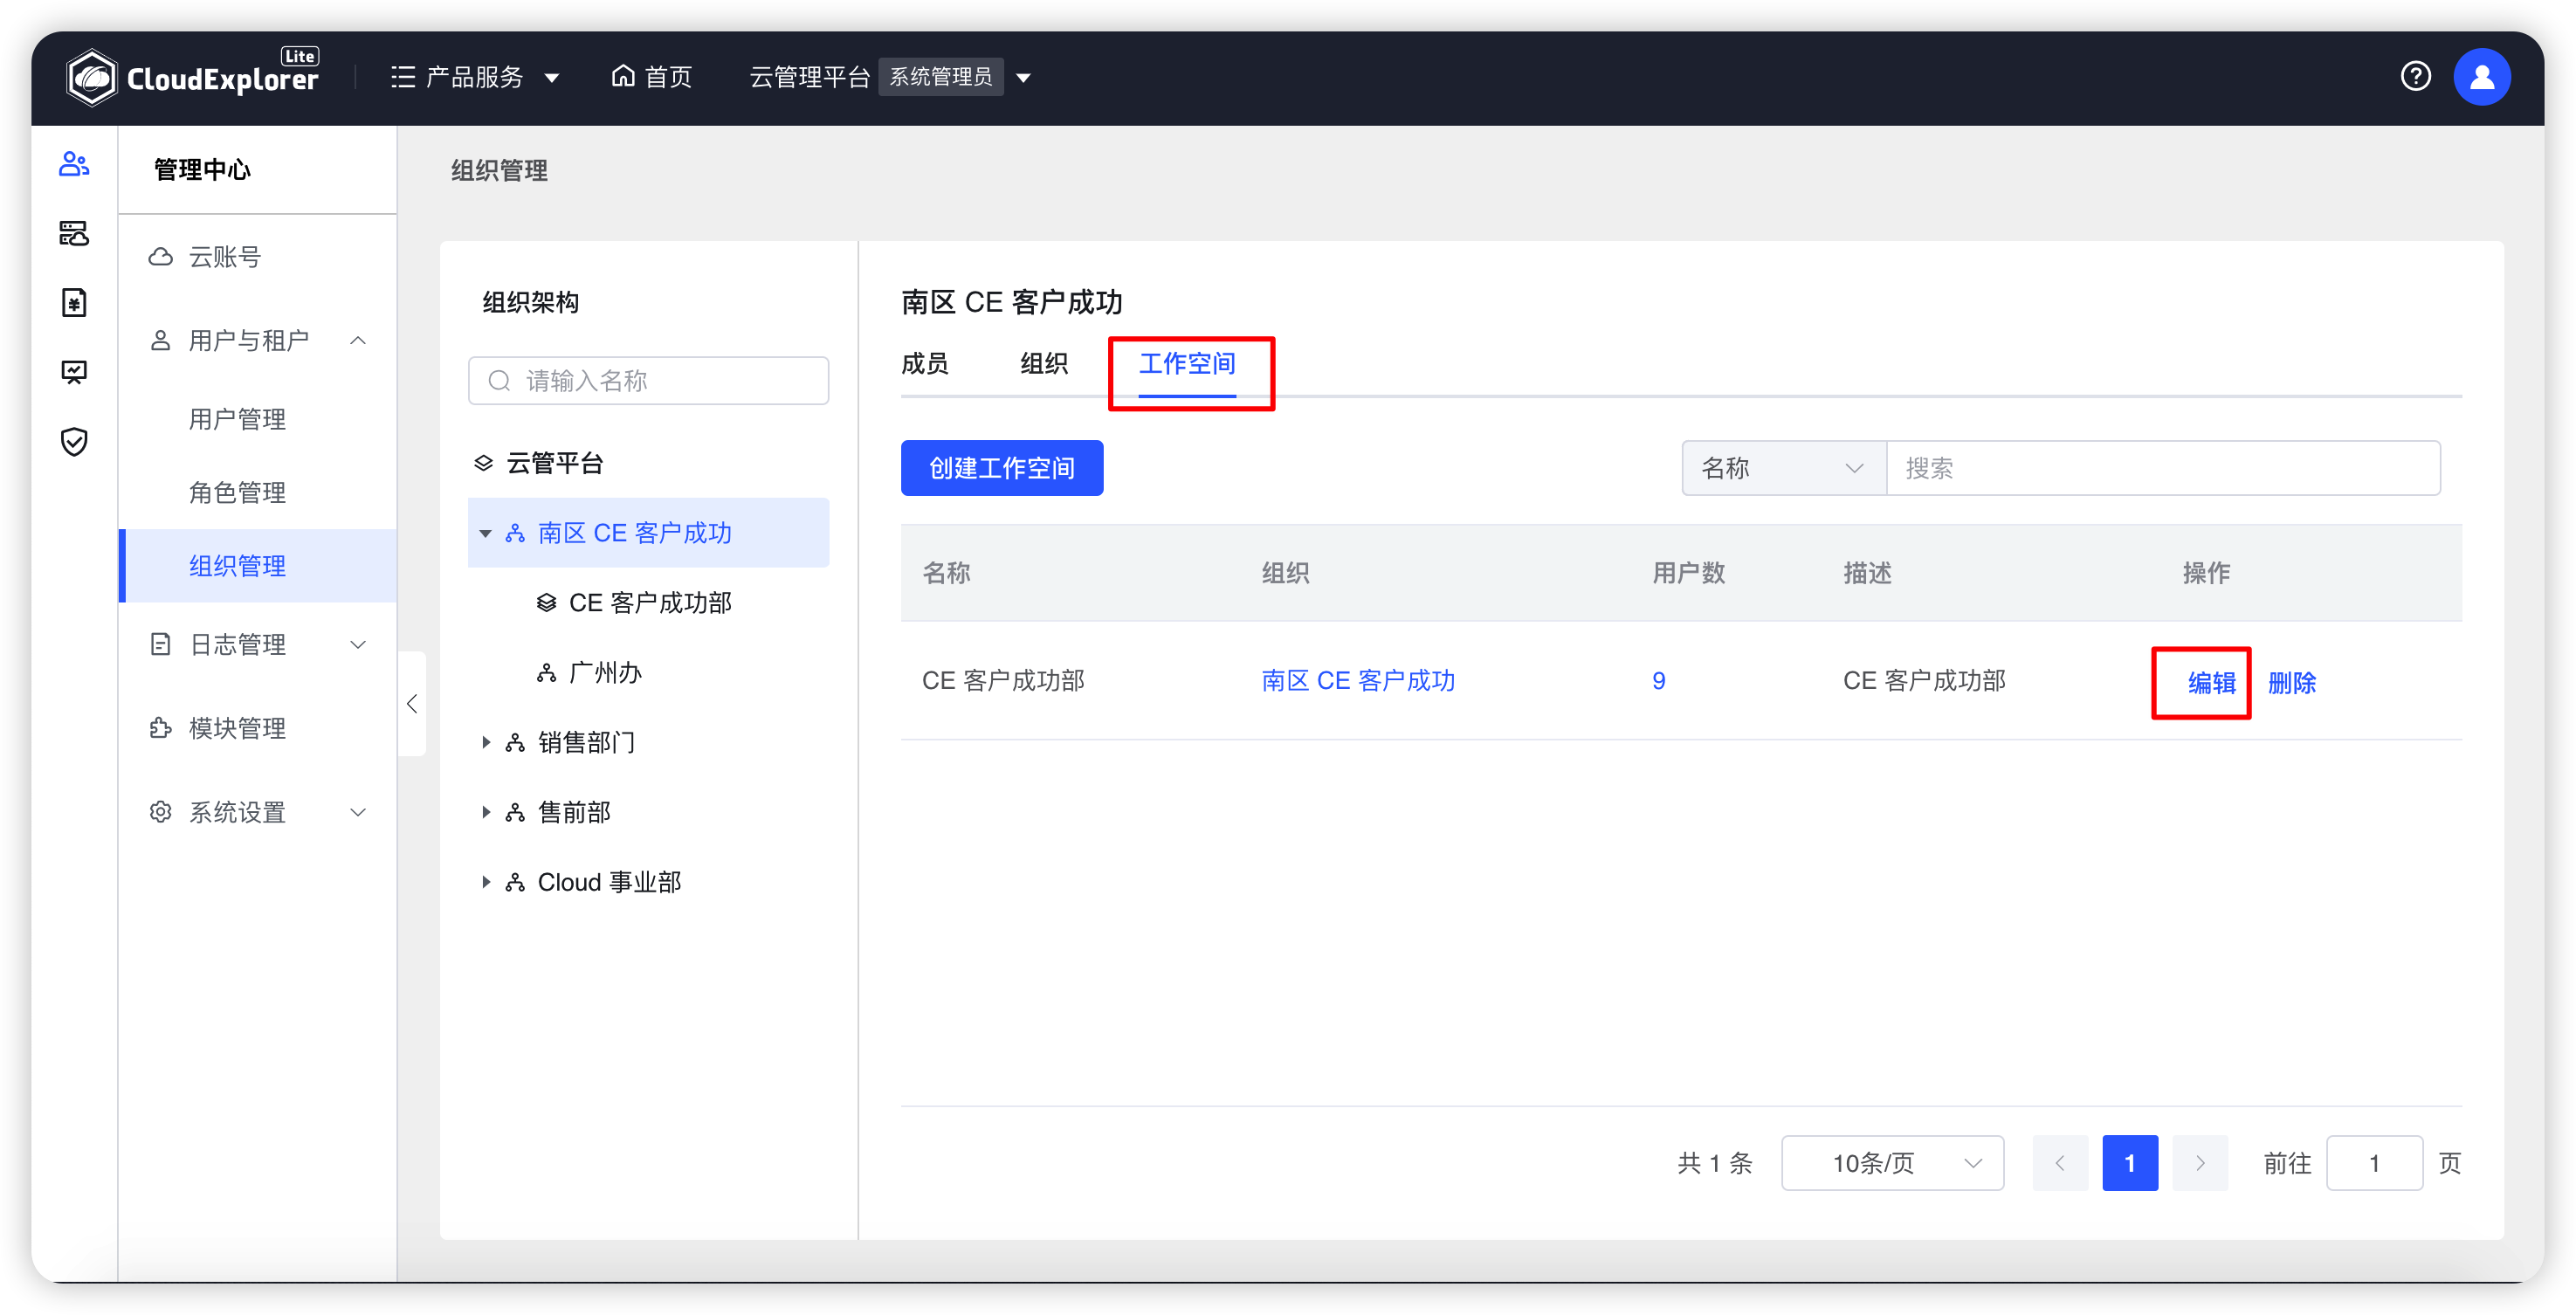 CloudExplorer Lite
产品服务
首页
云管理平台 系统管理员
管理中心
云账号
用户与租户
用户管理
角色管理
组织管理
日志管理
模块管理
系统设置
组织管理
组织架构
请输入名称
云管平台
南区 CE 客户成功
CE 客户成功部
广州办
销售部门
售前部
Cloud 事业部
南区 CE 客户成功
成员 组织 工作空间
创建工作空间
名称 搜索
名称 组织 用户数 描述 操作
CE 客户成功部 南区 CE 客户成功 9 CE 客户成功部 编辑 删除
共 1 条 10条/页 1 前往 1 页